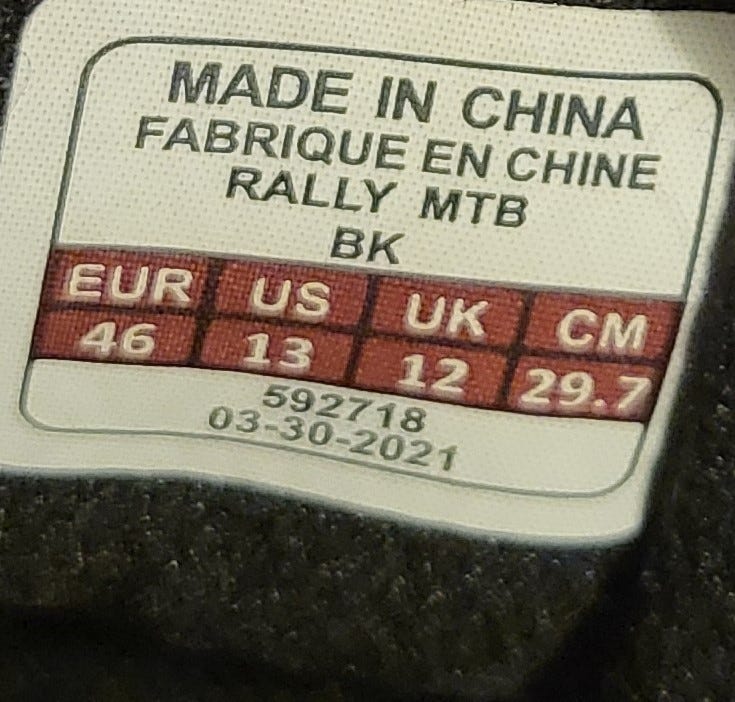 MADE IN CHINA
FABRIQUE EN CHINE
RALLY MTB
BK
EUR US UK CM
46 13 12 29.7
592718
03-30-2021